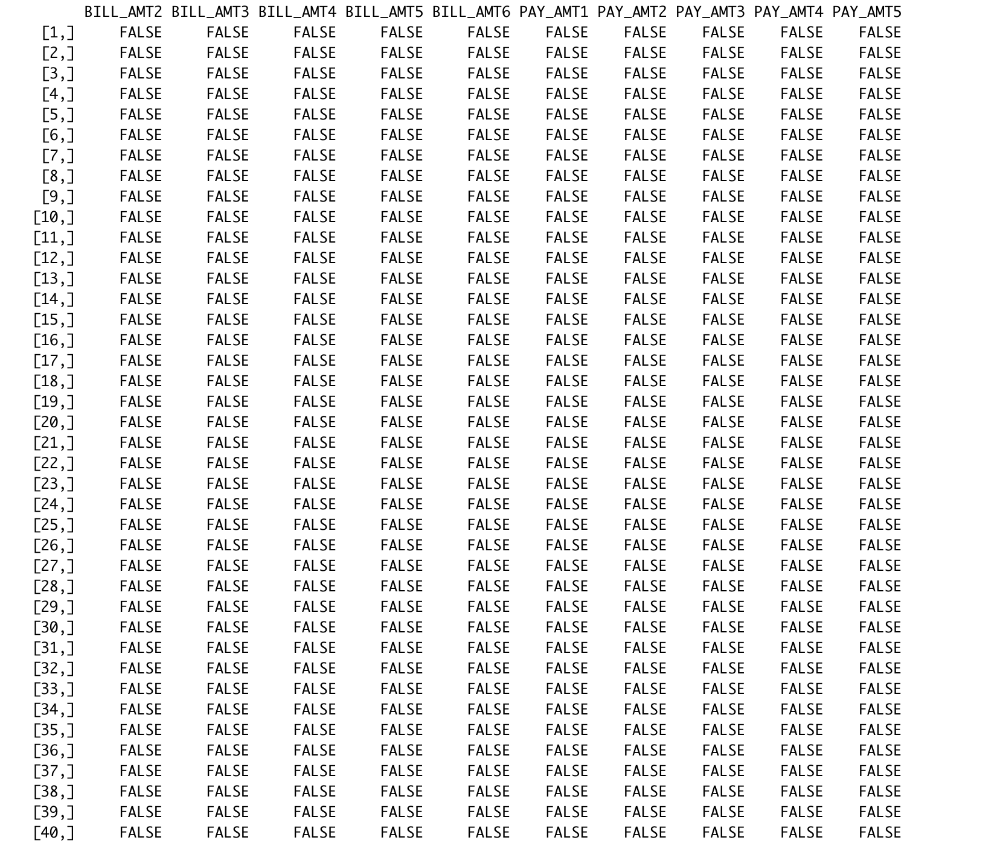 BILL_AMT2 BILL_AMT3 BILL_AMT4 BILL_AMT5 BILL_AMT6 PAY_AMT1 PAY_AMT2 PAY_AMT3 PAY_AMT4 PAY_AMT5
[1,] FALSE FALSE FALSE FALSE FALSE FALSE FALSE FALSE FALSE FALSE
[2,] FALSE FALSE FALSE FALSE FALSE FALSE FALSE FALSE FALSE FALSE
[3,] FALSE FALSE FALSE FALSE FALSE FALSE FALSE FALSE FALSE FALSE
[4,] FALSE FALSE FALSE FALSE FALSE FALSE FALSE FALSE FALSE FALSE
[5,] FALSE FALSE FALSE FALSE FALSE FALSE FALSE FALSE FALSE FALSE
[6,] FALSE FALSE FALSE FALSE FALSE FALSE FALSE FALSE FALSE FALSE
[7,] FALSE FALSE FALSE FALSE FALSE FALSE FALSE FALSE FALSE FALSE
[8,] FALSE FALSE FALSE FALSE FALSE FALSE FALSE FALSE FALSE FALSE
[9,] FALSE FALSE FALSE FALSE FALSE FALSE FALSE FALSE FALSE FALSE
[10,] FALSE FALSE FALSE FALSE FALSE FALSE FALSE FALSE FALSE FALSE
[11,] FALSE FALSE FALSE FALSE FALSE FALSE FALSE FALSE FALSE FALSE
[12,] FALSE FALSE FALSE FALSE FALSE FALSE FALSE FALSE FALSE FALSE
[13,] FALSE FALSE FALSE FALSE FALSE FALSE FALSE FALSE FALSE FALSE
[14,] FALSE FALSE FALSE FALSE FALSE FALSE FALSE FALSE FALSE FALSE
[15,] FALSE FALSE FALSE FALSE FALSE FALSE FALSE FALSE FALSE FALSE
[16,] FALSE FALSE FALSE FALSE FALSE FALSE FALSE FALSE FALSE FALSE
[17,] FALSE FALSE FALSE FALSE FALSE FALSE FALSE FALSE FALSE FALSE
[18,] FALSE FALSE FALSE FALSE FALSE FALSE FALSE FALSE FALSE FALSE
[19,] FALSE FALSE FALSE FALSE FALSE FALSE FALSE FALSE FALSE FALSE
[20,] FALSE FALSE FALSE FALSE FALSE FALSE FALSE FALSE FALSE FALSE
[21,] FALSE FALSE FALSE FALSE FALSE FALSE FALSE FALSE FALSE FALSE
[22,] FALSE FALSE FALSE FALSE FALSE FALSE FALSE FALSE FALSE FALSE
[23,] FALSE FALSE FALSE FALSE FALSE FALSE FALSE FALSE FALSE FALSE
[24,] FALSE FALSE FALSE FALSE FALSE FALSE FALSE FALSE FALSE FALSE
[25,] FALSE FALSE FALSE FALSE FALSE FALSE FALSE FALSE FALSE FALSE
[26,] FALSE FALSE FALSE FALSE FALSE FALSE FALSE FALSE FALSE FALSE
[27,] FALSE FALSE FALSE FALSE FALSE FALSE FALSE FALSE FALSE FALSE
[28,] FALSE FALSE FALSE FALSE FALSE FALSE FALSE FALSE FALSE FALSE
[29,] FALSE FALSE FALSE FALSE FALSE FALSE FALSE FALSE FALSE FALSE
[30,] FALSE FALSE FALSE FALSE FALSE FALSE FALSE FALSE FALSE FALSE
[31,] FALSE FALSE FALSE FALSE FALSE FALSE FALSE FALSE FALSE FALSE
[32,] FALSE FALSE FALSE FALSE FALSE FALSE FALSE FALSE FALSE FALSE
[33,] FALSE FALSE FALSE FALSE FALSE FALSE FALSE FALSE FALSE FALSE
[34,] FALSE FALSE FALSE FALSE FALSE FALSE FALSE FALSE FALSE FALSE
[35,] FALSE FALSE FALSE FALSE FALSE FALSE FALSE FALSE FALSE FALSE
[36,] FALSE FALSE FALSE FALSE FALSE FALSE FALSE FALSE FALSE FALSE
[37,] FALSE FALSE FALSE FALSE FALSE FALSE FALSE FALSE FALSE FALSE
[38,] FALSE FALSE FALSE FALSE FALSE FALSE FALSE FALSE FALSE FALSE
[39,] FALSE FALSE FALSE FALSE FALSE FALSE FALSE FALSE FALSE FALSE
[40,] FALSE FALSE FALSE FALSE FALSE FALSE FALSE FALSE FALSE FALSE